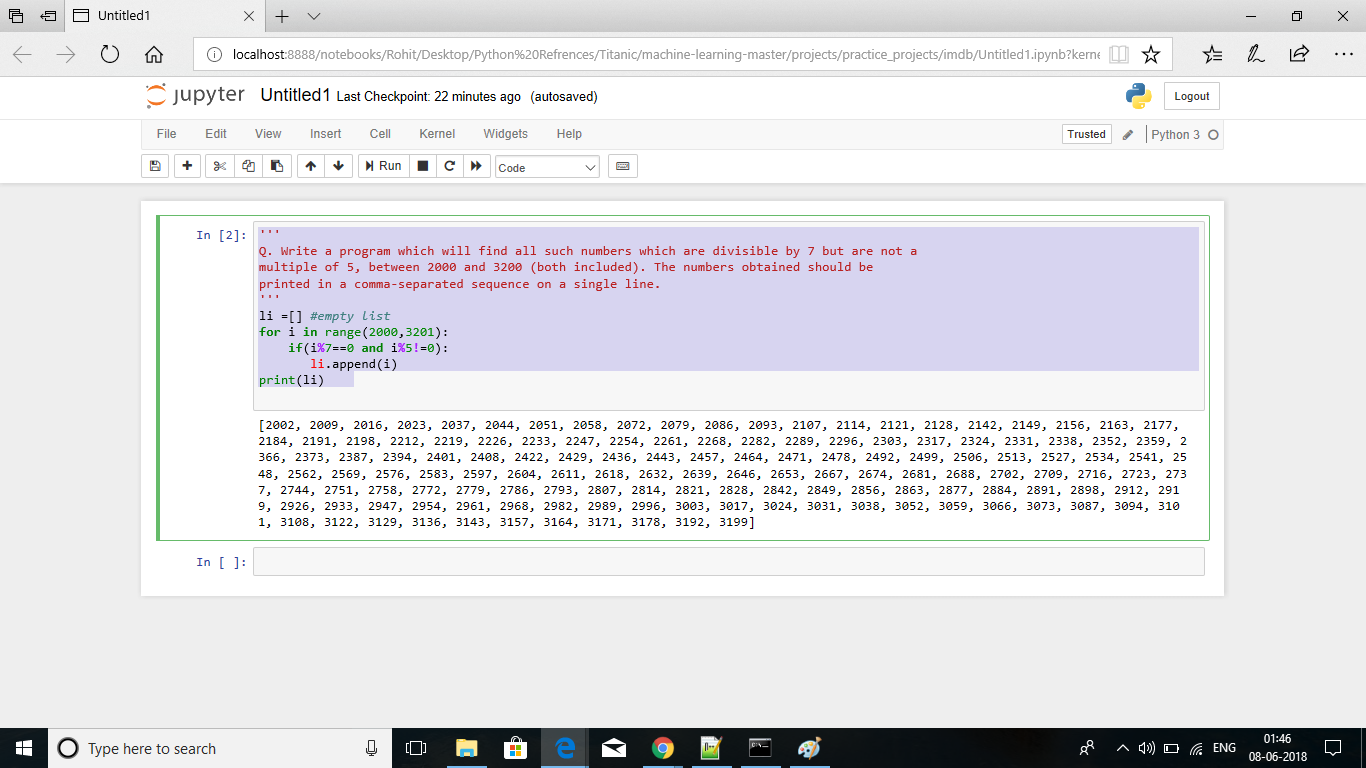 Untitled1
localhost:8888/notebooks/Rohit/Desktop/Python%20Refrences/Titanic/machine-learning-master/projects/practice_projects/imdb/Untitled1.ipynb?kerne
jupyter Untitled1 Last Checkpoint: 22 minutes ago (autosaved)
Logout
File Edit View Insert Cell Kernel Widgets Help
Trusted
Python 3
Run
Code
In [2]:
'''
Q. Write a program which will find all such numbers which are divisible by 7 but are not a
multiple of 5, between 2000 and 3200 (both included). The numbers obtained should be
printed in a comma-separated sequence on a single line.
'''
li =[] #empty list
for i in range(2000,3201):
    if(i%7==0 and i%5!=0):
       li.append(i)
print(li)
[2002, 2009, 2016, 2023, 2037, 2044, 2051, 2058, 2072, 2079, 2086, 2093, 2107, 2114, 2121, 2128, 2142, 2149, 2156, 2163, 2177,
2184, 2191, 2198, 2212, 2219, 2226, 2233, 2247, 2254, 2261, 2268, 2282, 2289, 2296, 2303, 2317, 2324, 2331, 2338, 2352, 2359, 2
366, 2373, 2387, 2394, 2401, 2408, 2422, 2429, 2436, 2443, 2457, 2464, 2471, 2478, 2492, 2499, 2506, 2513, 2527, 2534, 2541, 25
48, 2562, 2569, 2576, 2583, 2597, 2604, 2611, 2618, 2632, 2639, 2646, 2653, 2667, 2674, 2681, 2688, 2702, 2709, 2716, 2723, 273
7, 2744, 2751, 2758, 2772, 2779, 2786, 2793, 2807, 2814, 2821, 2828, 2842, 2849, 2856, 2863, 2877, 2884, 2891, 2898, 2912, 291
9, 2926, 2933, 2947, 2954, 2961, 2968, 2982, 2989, 2996, 3003, 3017, 3024, 3031, 3038, 3052, 3059, 3066, 3073, 3087, 3094, 310
1, 3108, 3122, 3129, 3136, 3143, 3157, 3164, 3171, 3178, 3192, 3199]
In [ ]:
Type here to search
ENG
01:46
08-06-2018